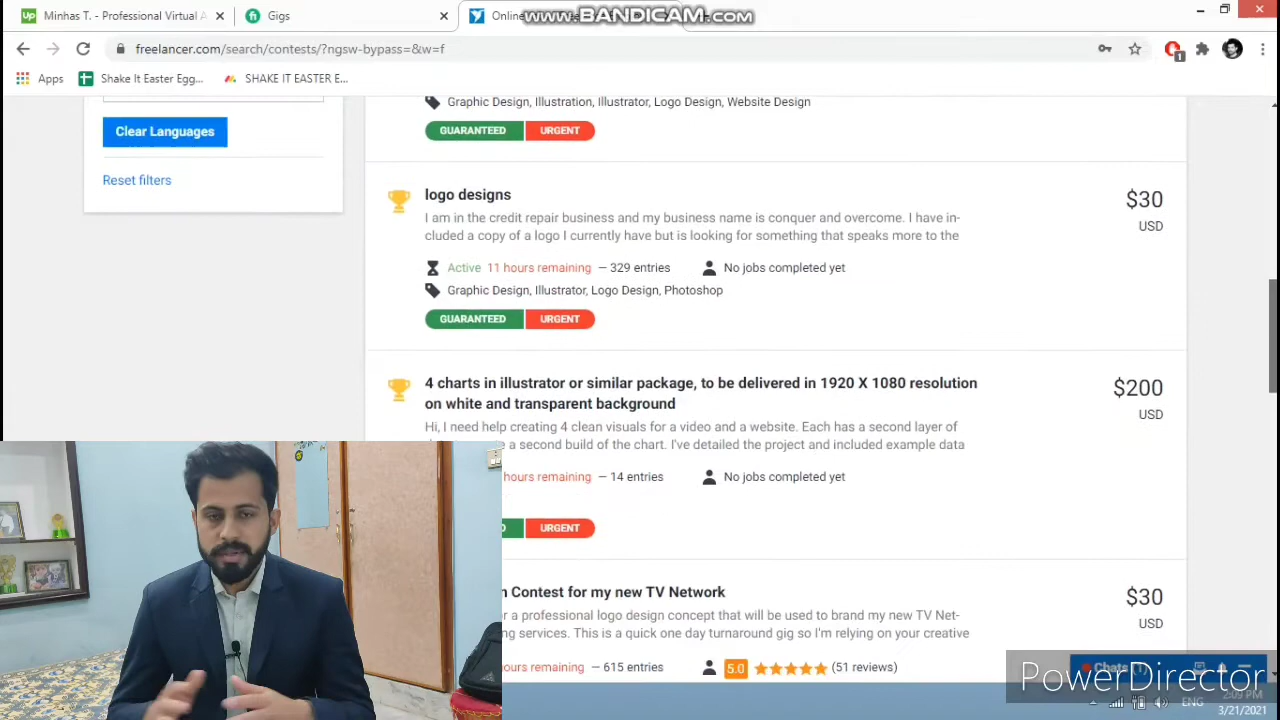 Minhas T. - Professional Virtual A
Gigs
Onlin
WWW.BANDICAM.COM
freelancer.com/search/contests/?ngsw-bypass=&w=f
1
Apps
Shake It Easter Egg...
SHAKE IT EASTER E...
Graphic Design, Illustration, Illustrator, Logo Design, Website Design
Clear Languages
GUARANTEED URGENT
Reset filters
logo designs
$30
USD
I am in the credit repair business and my business name is conquer and overcome. I have in-
cluded a copy of a logo I currently have but is looking for something that speaks more to the
Active 11 hours remaining – 329 entries No jobs completed yet
Graphic Design, Illustrator, Logo Design, Photoshop
GUARANTEED URGENT
4 charts in illustrator or similar package, to be delivered in 1920 X 1080 resolution
on white and transparent background
$200
USD
Hi, I need help creating 4 clean visuals for a video and a website. Each has a second layer of
a second build of the chart. I've detailed the project and included example data
hours remaining – 14 entries No jobs completed yet
URGENT
n Contest for my new TV Network
$30
USD
r a professional logo design concept that will be used to brand my new TV Net-
ng services. This is a quick one day turnaround gig so I'm relying on your creative
ours remaining – 615 entries 5.0 (51 reviews)
Chats (1)
PowerDirector
2:09 PM
ENG
3/21/2021